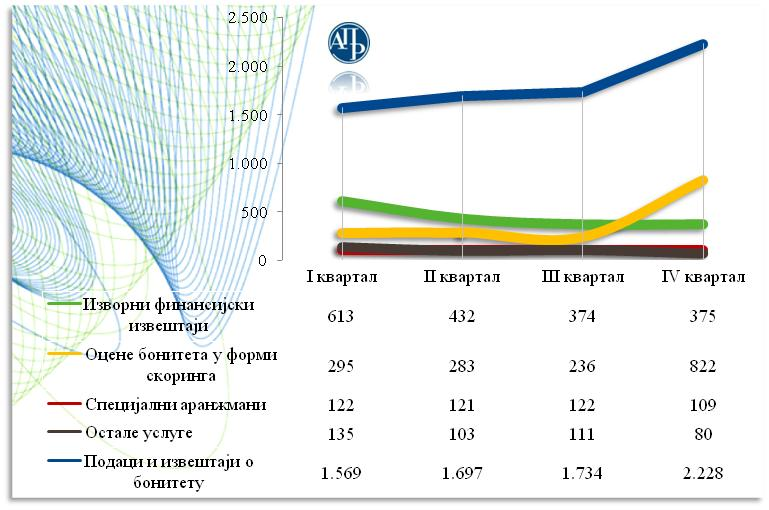 2.500
АПР
2.000
1.500
1.000
500
0
I квартал II квартал III квартал IV квартал
Изворни финансијски
извештаји
613 432 374 375
Оцене бонитета у форми
скоринга
295 283 236 822
Специјални аранжмани 122 121 122 109
Остале услуге 135 103 111 80
Подаци и извештаји о
бонитету
1.569 1.697 1.734 2.228